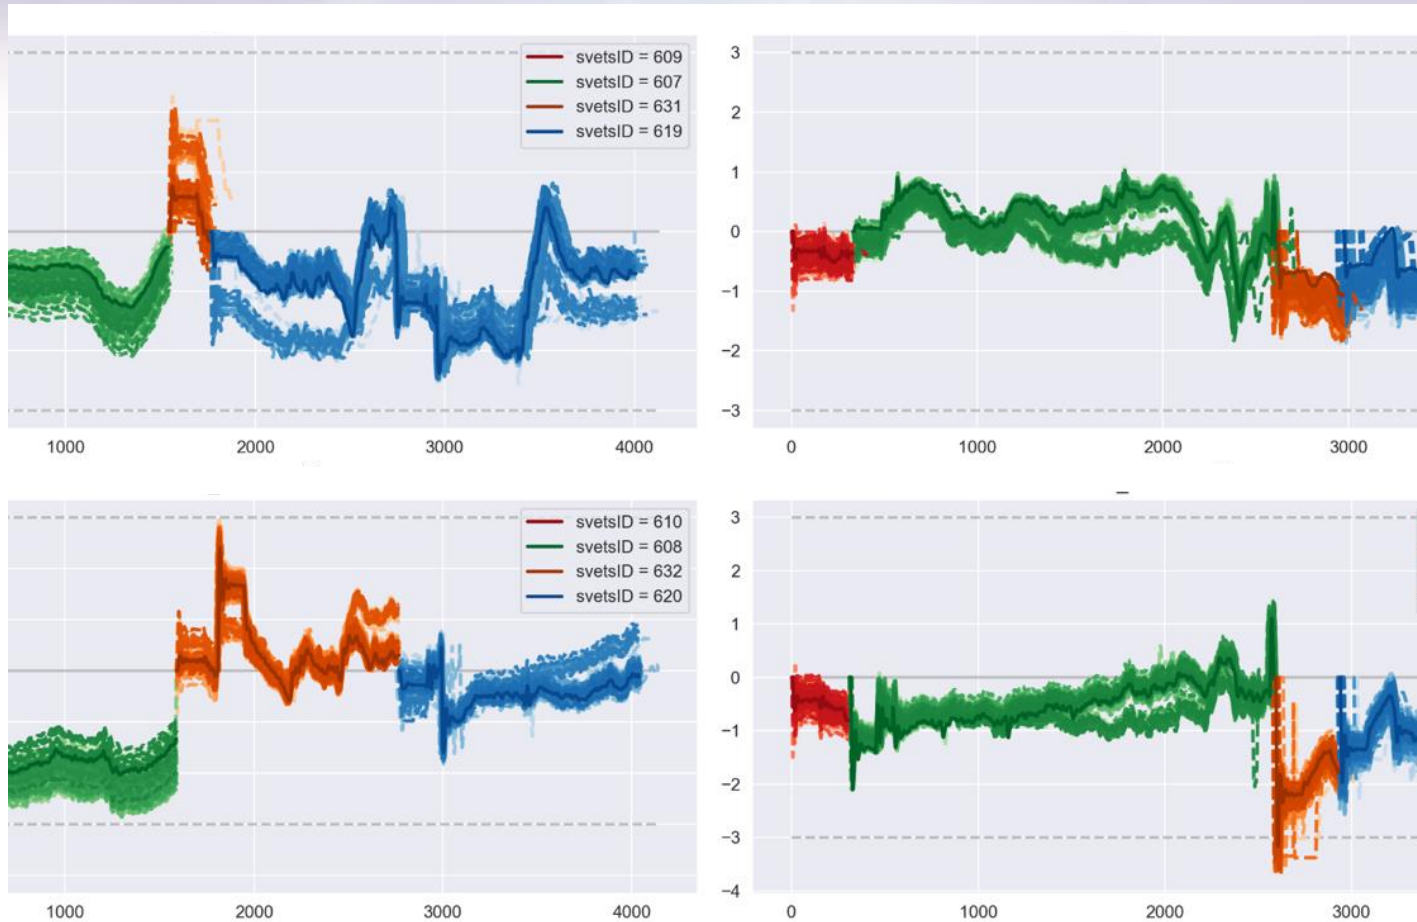 svetsID = 609
svetsID = 607
svetsID = 631
svetsID = 619
1000 2000 3000 4000
3
2
1
0
−1
−2
−3
0 1000 2000 3000
svetsID = 610
svetsID = 608
svetsID = 632
svetsID = 620
1000 2000 3000 4000
3
2
1
0
−1
−2
−3
−4
0 1000 2000 3000